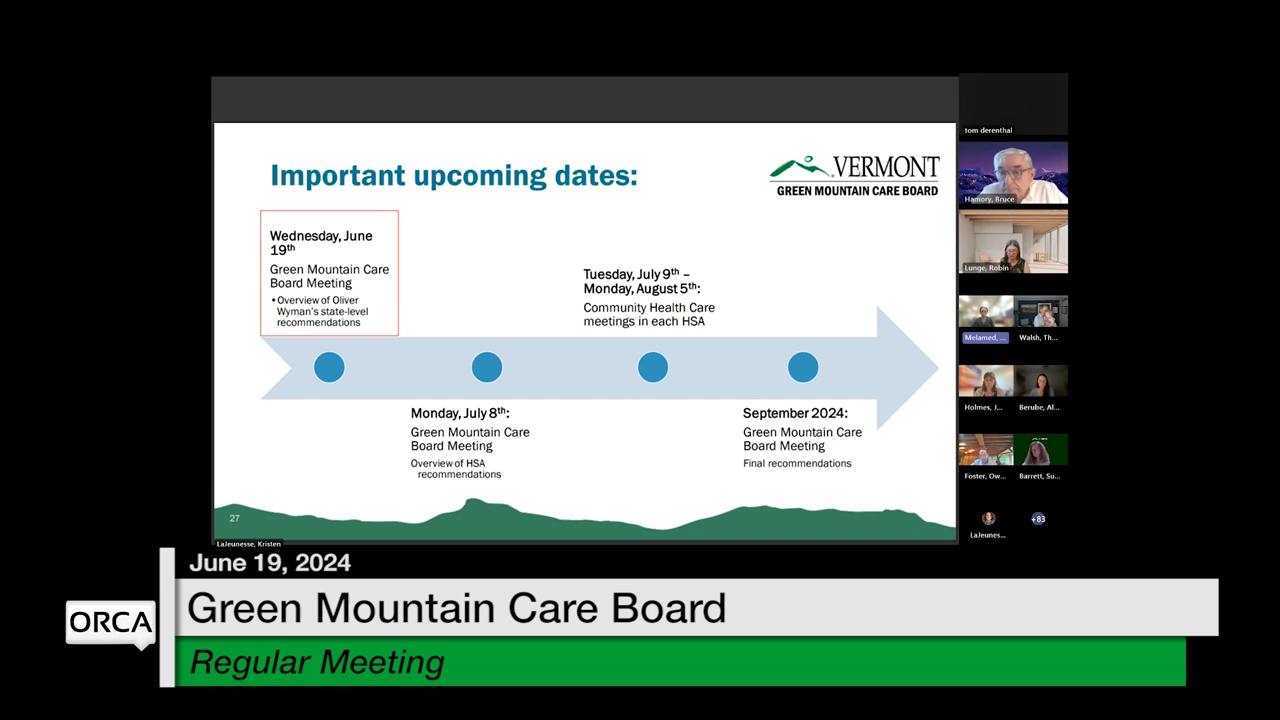 Important upcoming dates:
VERMONT
GREEN MOUNTAIN CARE BOARD
Wednesday, June
19th
Green Mountain Care
Board Meeting
•Overview of Oliver
Wyman's state-level
recommendations
Tuesday, July 9th –
Monday, August 5th:
Community Health Care
meetings in each HSA
Monday, July 8th:
Green Mountain Care
Board Meeting
Overview of HSA
recommendations
September 2024:
Green Mountain Care
Board Meeting
Final recommendations
27
LaJeunesse, Kristen
tom derenthal
Hamory, Bruce
Lunge, Robin
Melamed, ...
Walsh, Th...
Holmes, J...
Berube, Al...
Foster, Ow...
Barrett, Su...
LaJeunes...
+83
June 19, 2024
ORCA
Green Mountain Care Board
Regular Meeting